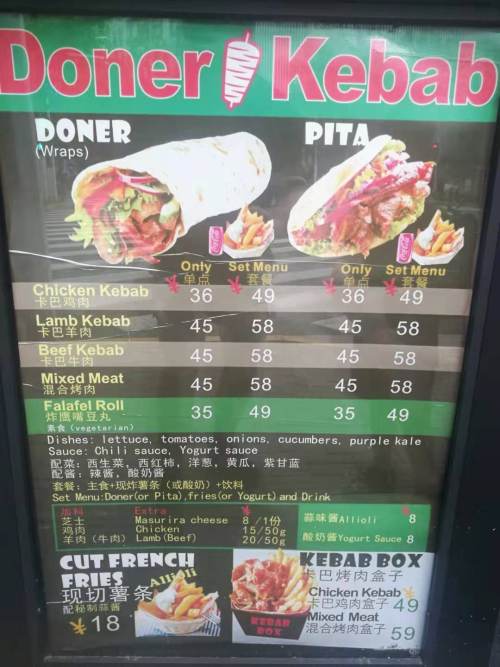 Doner Kebab
DONER
(Wraps)
PITA
Only Set Menu Only Set Menu
单点 套餐 单点 套餐
Chicken Kebab ¥ 36 ¥ 49 ¥ 36 ¥ 49
卡巴鸡肉
Lamb Kebab 45 58 45 58
卡巴羊肉
Beef Kebab 45 58 45 58
卡巴牛肉
Mixed Meat 45 58 45 58
混合烤肉
Falafel Roll 35 49 35 49
炸鹰嘴豆丸
素食 (vegetarian)
Dishes: lettuce, tomatoes, onions, cucumbers, purple kale
Sauce: Chili sauce, Yogurt sauce
配菜: 西生菜, 西红柿, 洋葱, 黄瓜, 紫甘蓝
配酱: 辣酱, 酸奶酱
套餐: 主食+现炸薯条 (或酸奶) +饮料
Set Menu:Doner(or Pita),fries(or Yogurt)and Drink
加料 Extra ¥
芝士 Masurira cheese 8 /1份
鸡肉 Chicken 15/50g
羊肉 (牛肉) Lamb(Beef) 20/50g
¥
蒜味酱Allioli 8
酸奶酱Yogurt Sauce 8
CUT FRENCH
FRIES
Allioli
现切薯条
配秘制蒜酱
¥18
KEBAB
BOX
KEBAB BOX
卡巴烤肉盒子
Chicken Kebab ¥
卡巴鸡肉盒子 49
Mixed Meat
混合烤肉盒子 59